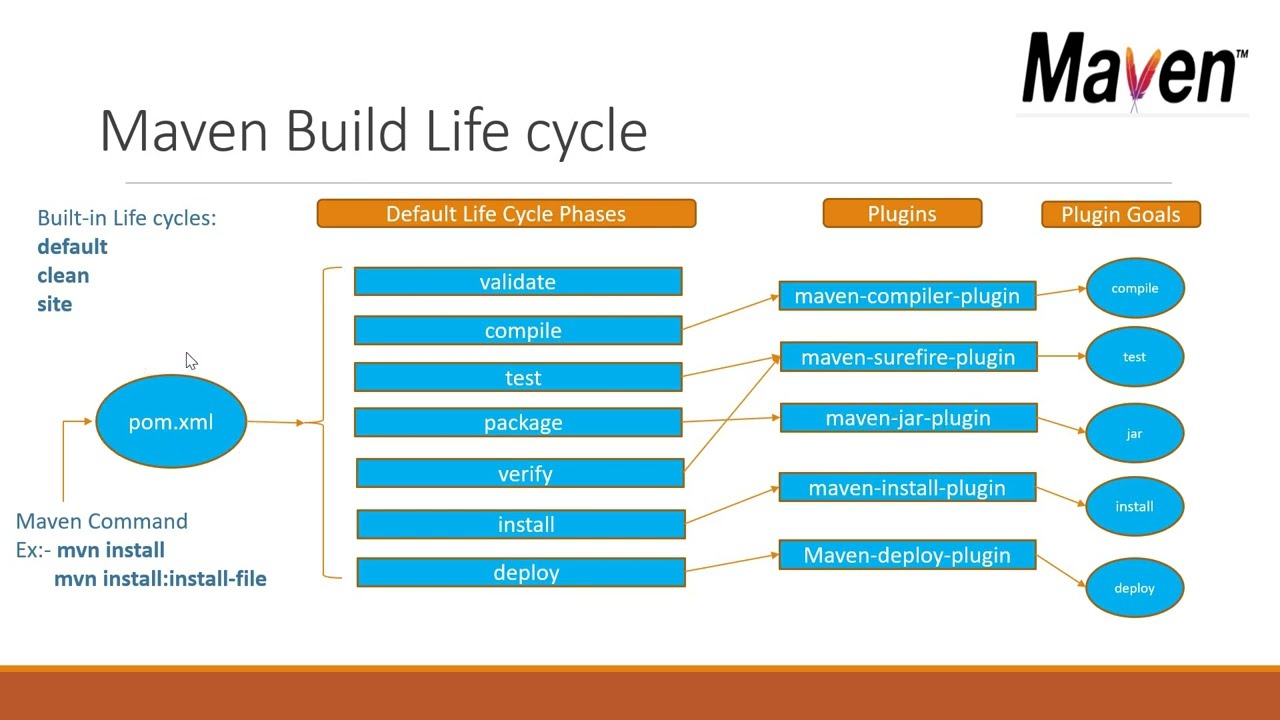 Maven™
Maven Build Life cycle
Built-in Life cycles:
default
clean
site
Default Life Cycle Phases
Plugins
Plugin Goals
validate
compile
test
package
verify
install
deploy
maven-compiler-plugin
maven-surefire-plugin
maven-jar-plugin
maven-install-plugin
Maven-deploy-plugin
compile
test
jar
install
deploy
pom.xml
Maven Command
Ex:- mvn install
mvn install:install-file